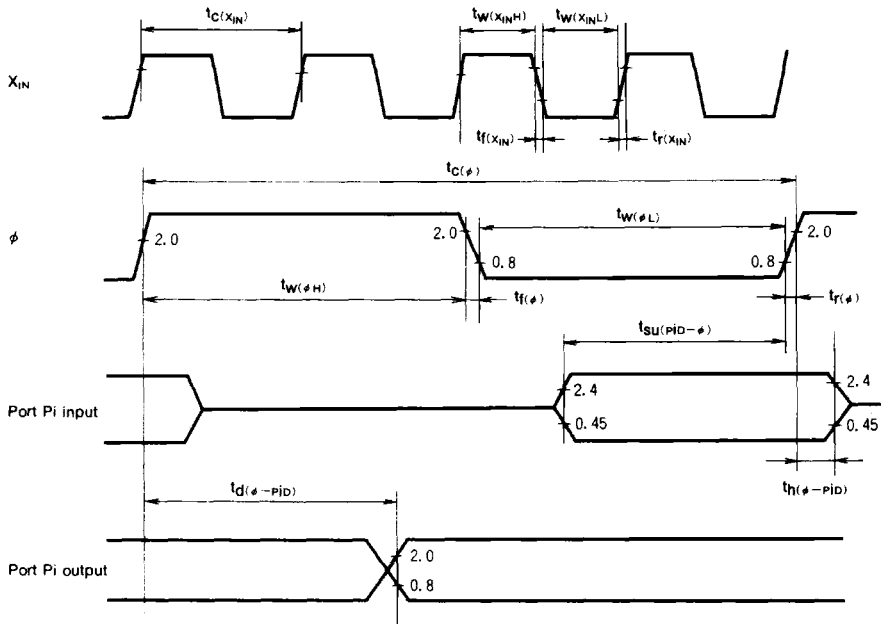 tC(XIN)
tW(XINH)
tW(XINL)
XIN
tf(XIN)
tr(XIN)
tC(φ)
tW(φL)
φ
2.0
2.0
2.0
0.8
0.8
tW(φH)
tf(φ)
tr(φ)
tSU(PiD-φ)
Port Pi input
2.4
2.4
0.45
0.45
td(φ-PiD)
th(φ-PiD)
Port Pi output
2.0
0.8